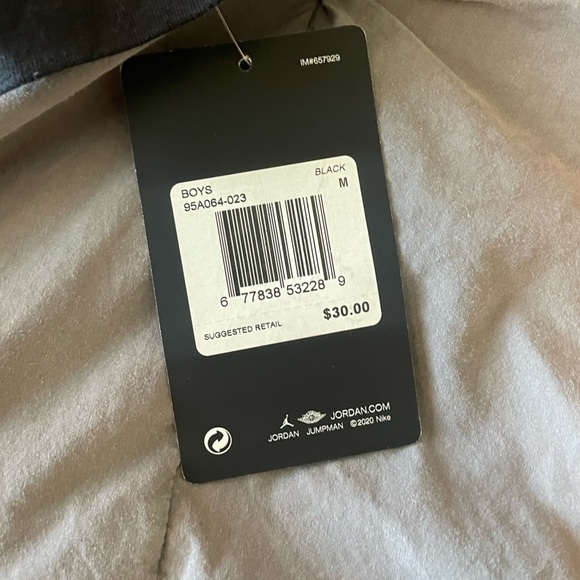 IM#657929
BOYS BLACK
95A064-023 M
6 77838 53228 9
SUGGESTED RETAIL $30.00
JORDAN.COM
JORDAN JUMPMAN ©2020 Nike